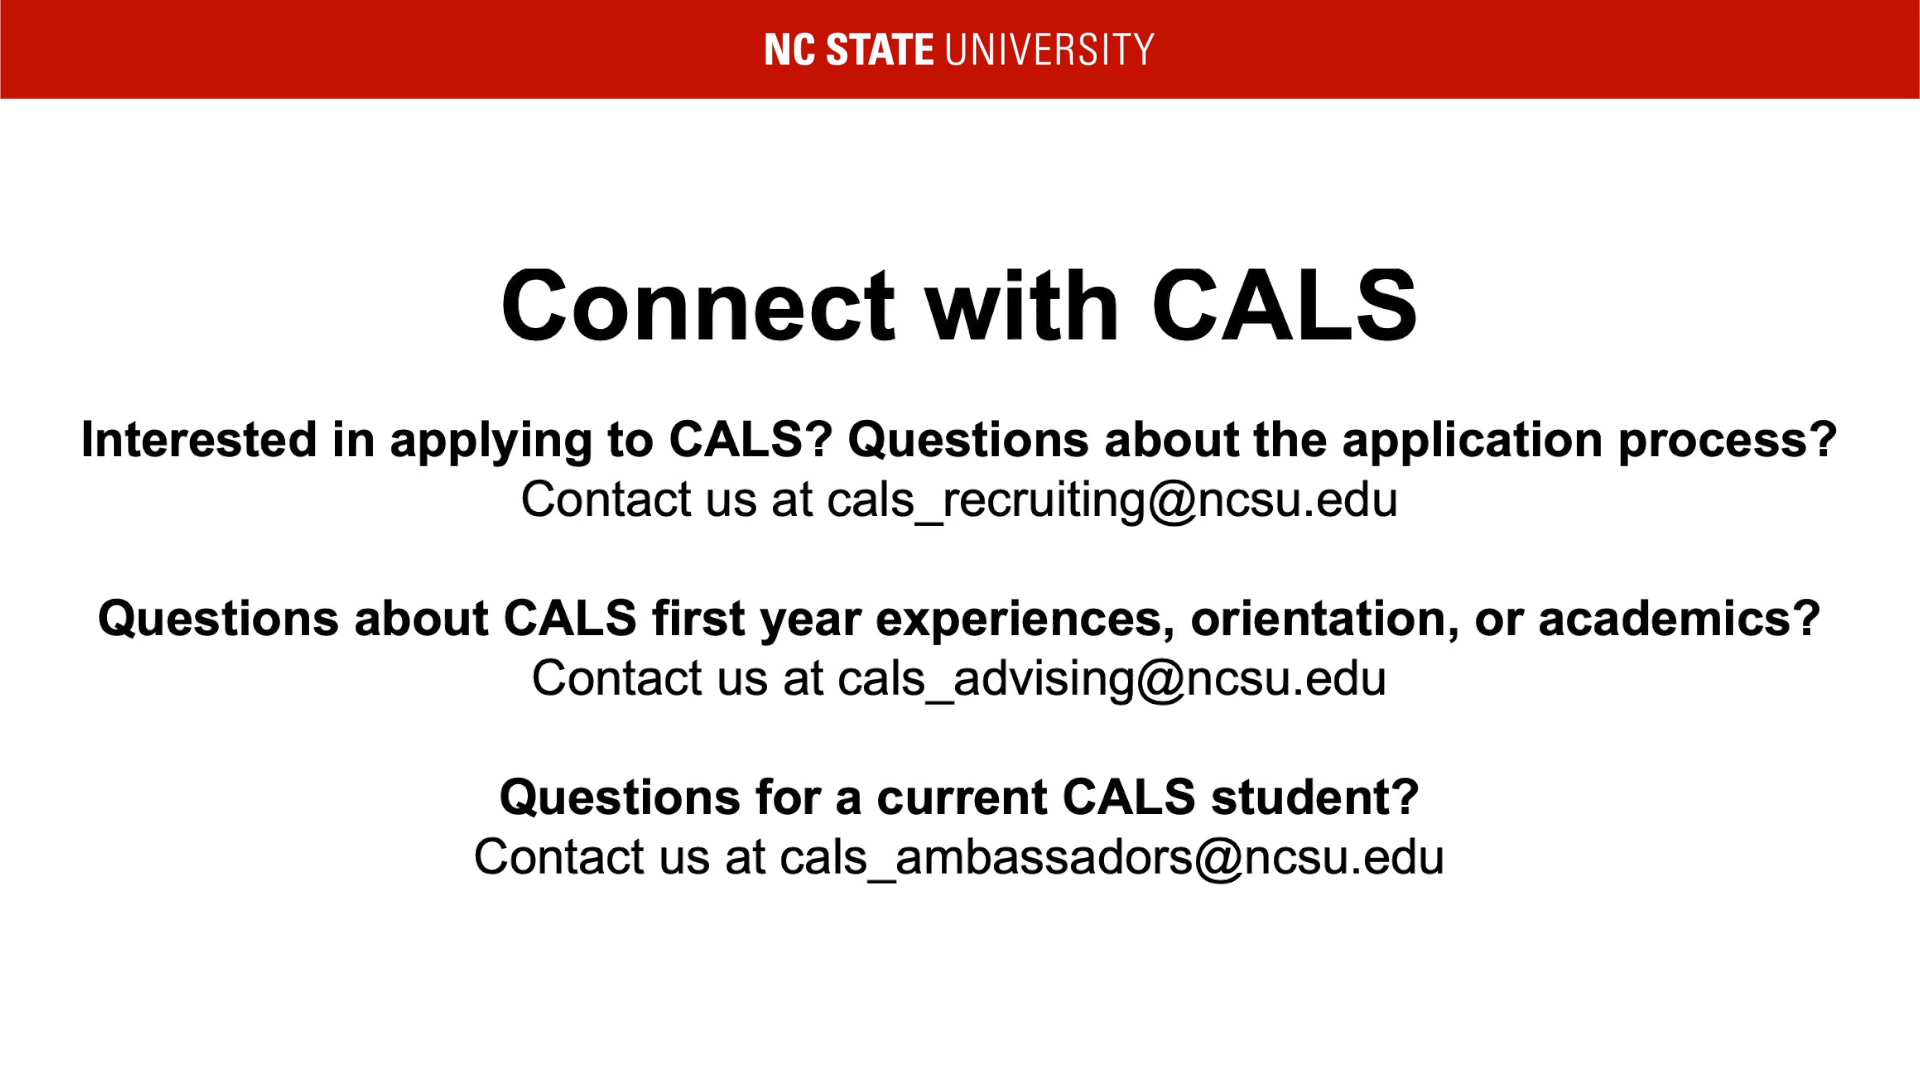 NC STATE UNIVERSITY
Connect with CALS
Interested in applying to CALS? Questions about the application process?
Contact us at cals_recruiting@ncsu.edu
Questions about CALS first year experiences, orientation, or academics?
Contact us at cals_advising@ncsu.edu
Questions for a current CALS student?
Contact us at cals_ambassadors@ncsu.edu